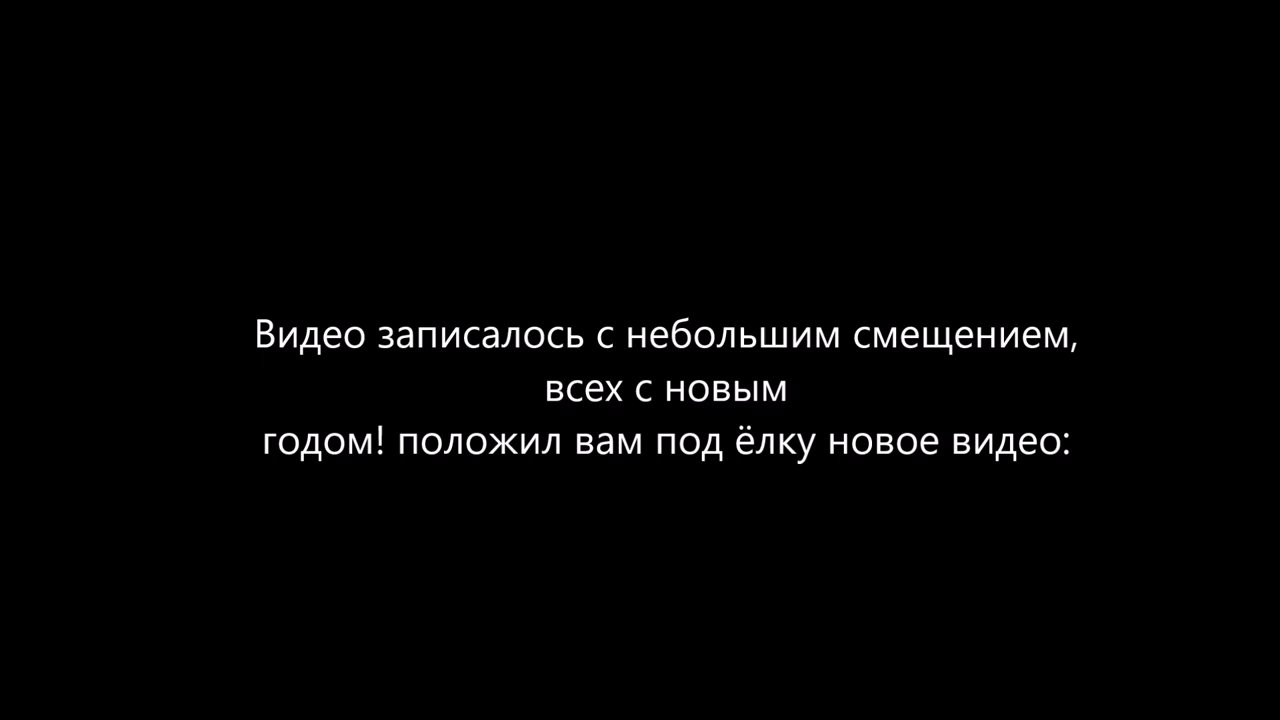 Видео записалось с небольшим смещением,
всех с новым
годом! положил вам под ёлку новое видео: